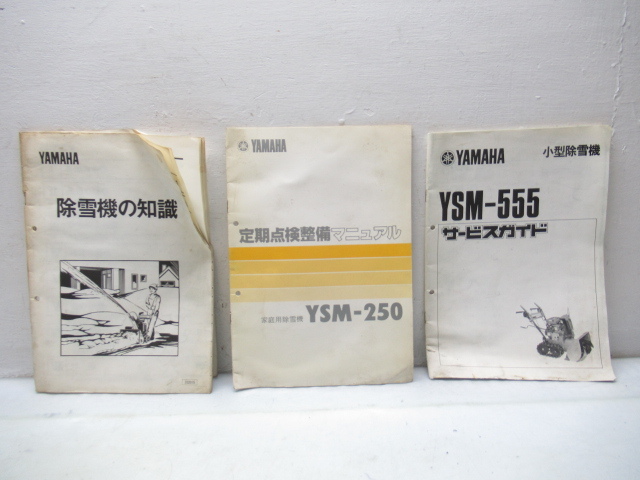 YAMAHA
除雪機の知識
YAMAHA
定期点検整備マニュアル
家庭用除雪機 YSM-250
YAMAHA 小型除雪機
YSM-555
サービスガイド